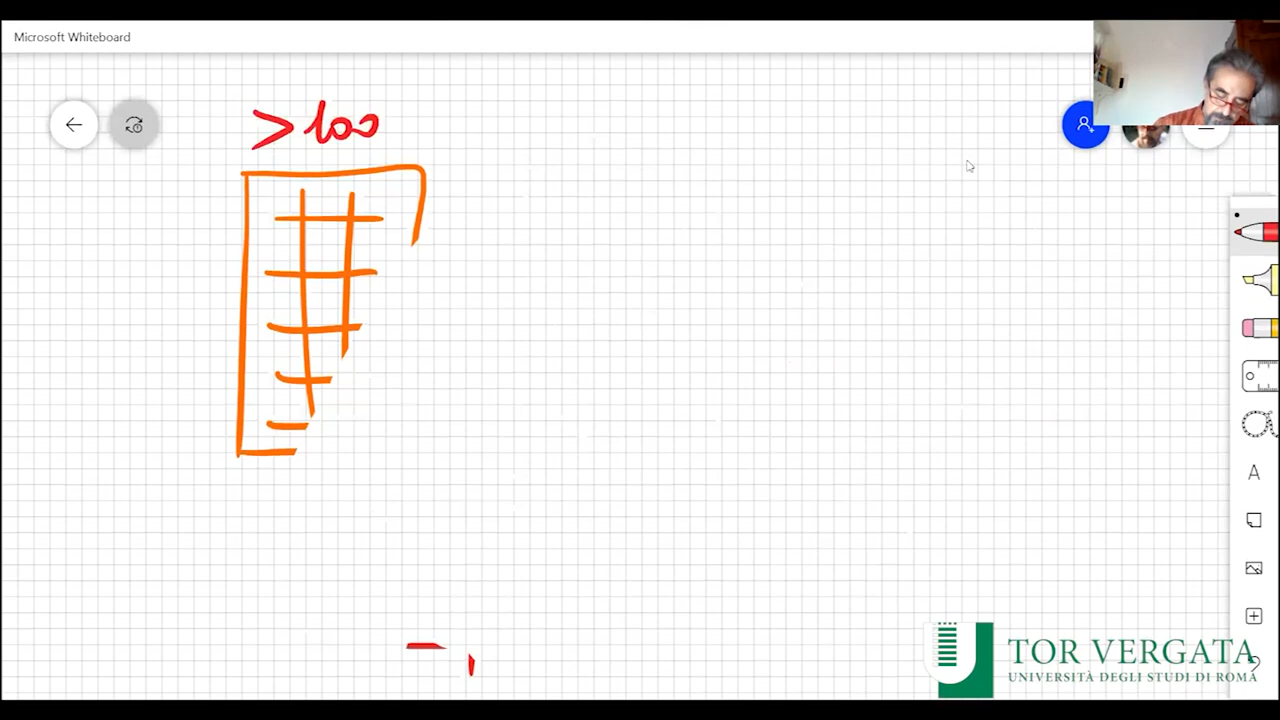 Microsoft Whiteboard
>100
A
TOR VERGATA
UNIVERSITÀ DEGLI STUDI DI ROMA